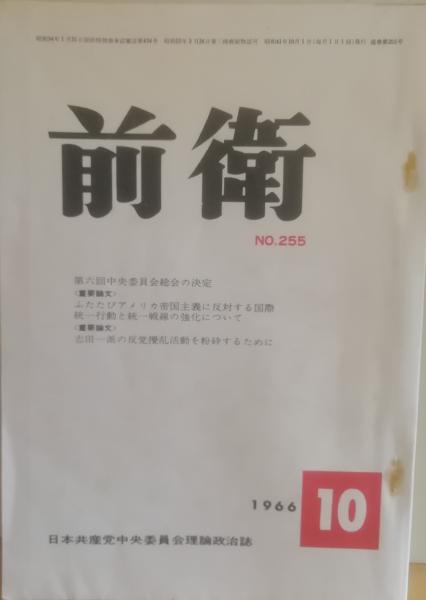 前衛
NO.255
第六回中央委員会総会の決定
〈重要論文〉
ふたたびアメリカ帝国主義に反対する国際
統一行動と統一戦線の強化について
〈重要論文〉
志田一派の反党攪乱活動を粉砕するために
1966 10
日本共産党中央委員会理論政治誌